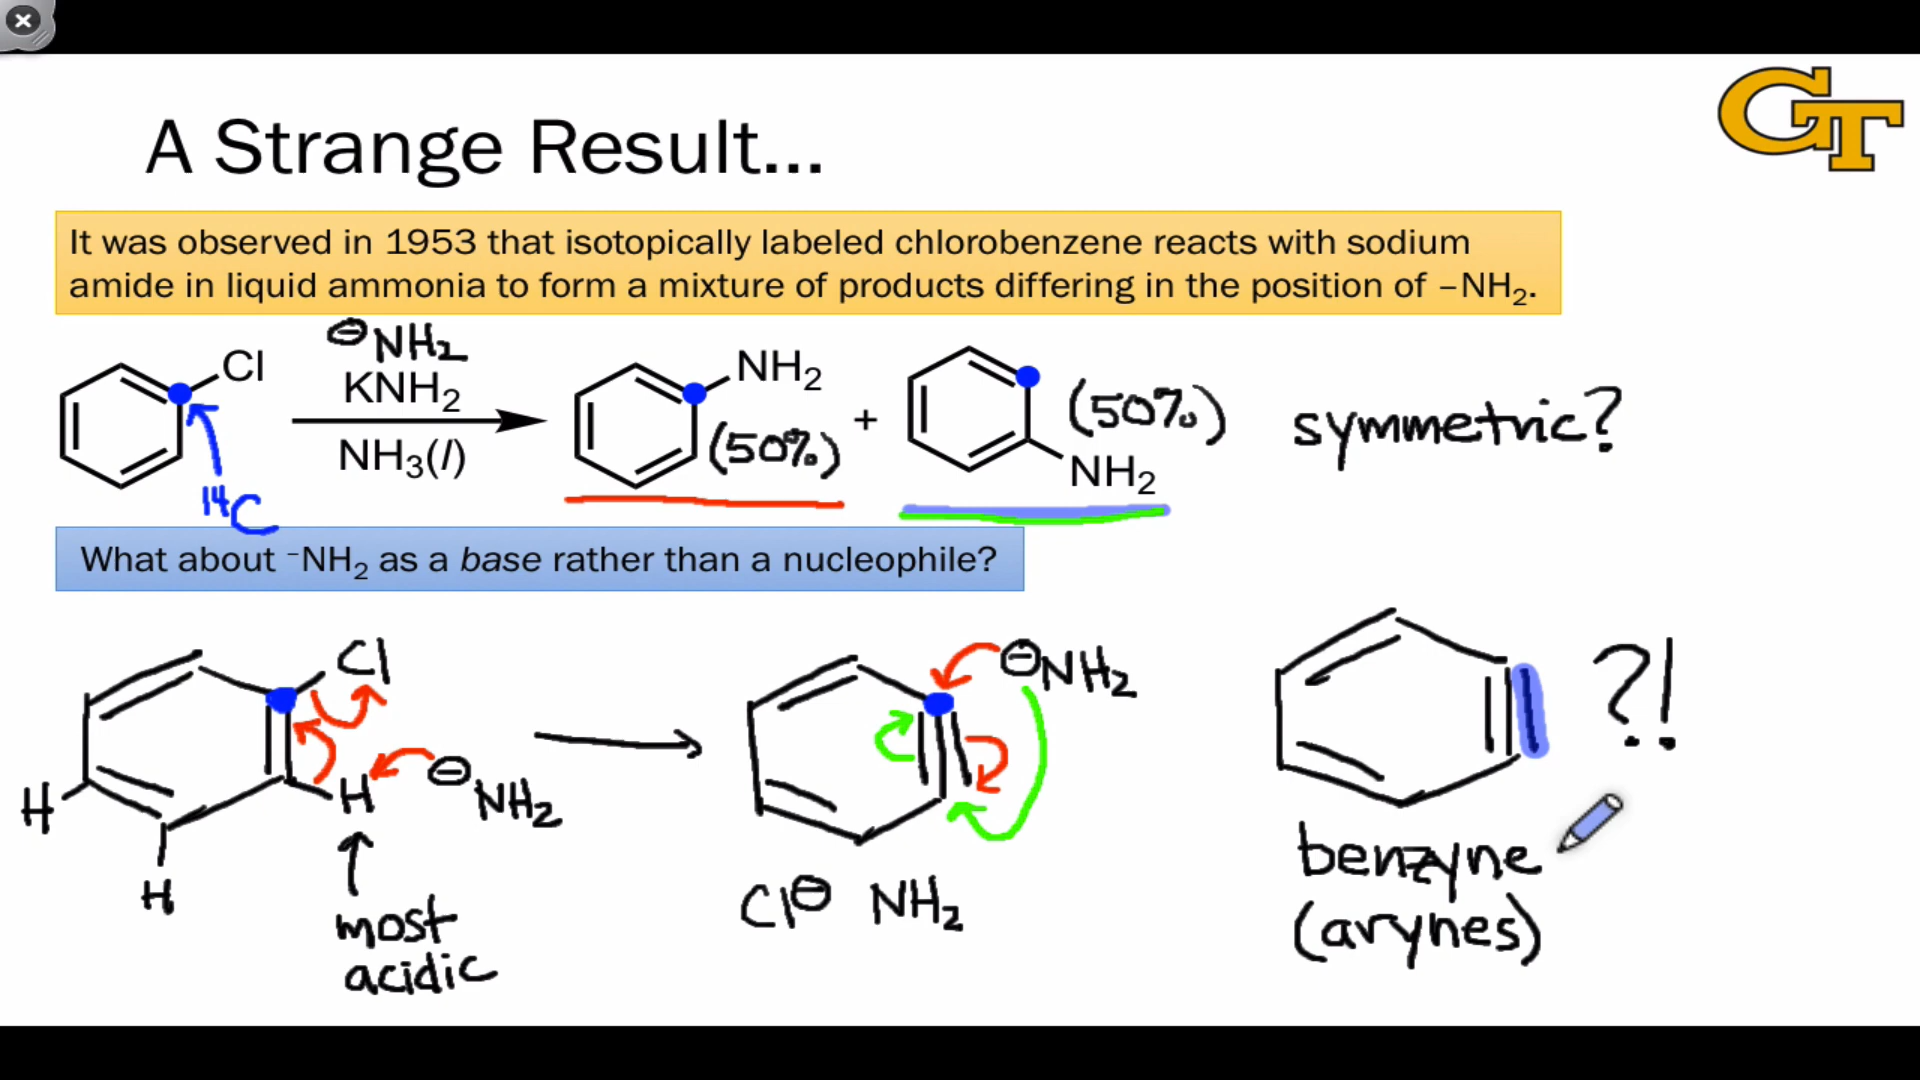 A Strange Result...
GT
It was observed in 1953 that isotopically labeled chlorobenzene reacts with sodium
amide in liquid ammonia to form a mixture of products differing in the position of –NH₂.
Cl
⊖NH₂
KNH₂
NH₃(l)
¹⁴C
NH₂
(50%)
+
(50%)
NH₂
symmetric?
What about ⁻NH₂ as a base rather than a nucleophile?
Cl
H
⊖NH₂
H
H
most
acidic
⊖NH₂
Cl⊖ NH₂
?!
benzyne
(arynes)